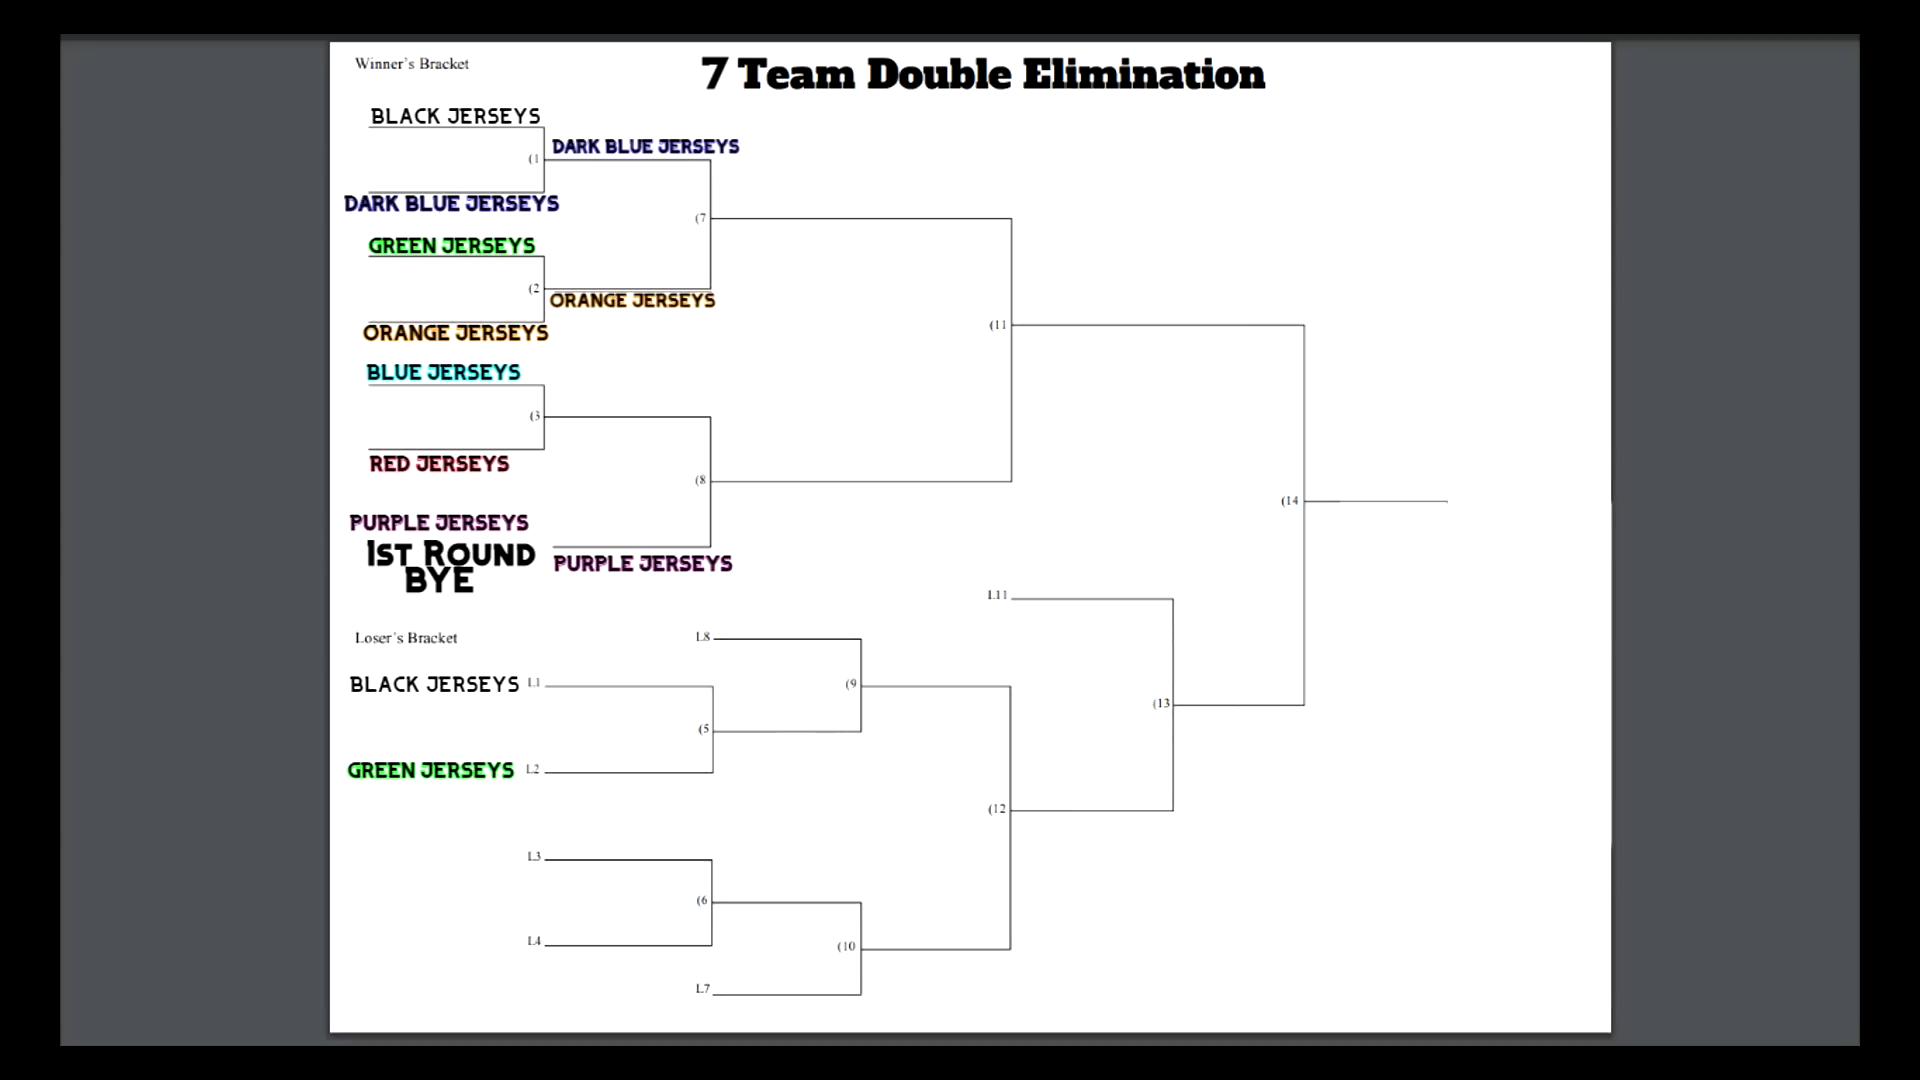 Winner's Bracket
7 Team Double Elimination
BLACK JERSEYS
(1
DARK BLUE JERSEYS
DARK BLUE JERSEYS
(7
GREEN JERSEYS
(2
ORANGE JERSEYS
ORANGE JERSEYS
(11
BLUE JERSEYS
(3
RED JERSEYS
(8
(14
PURPLE JERSEYS
1ST ROUND
BYE
PURPLE JERSEYS
L11
Loser's Bracket
L8
BLACK JERSEYS L1
(9
(13
(5
GREEN JERSEYS L2
(12
L3
(6
L4
(10
L7